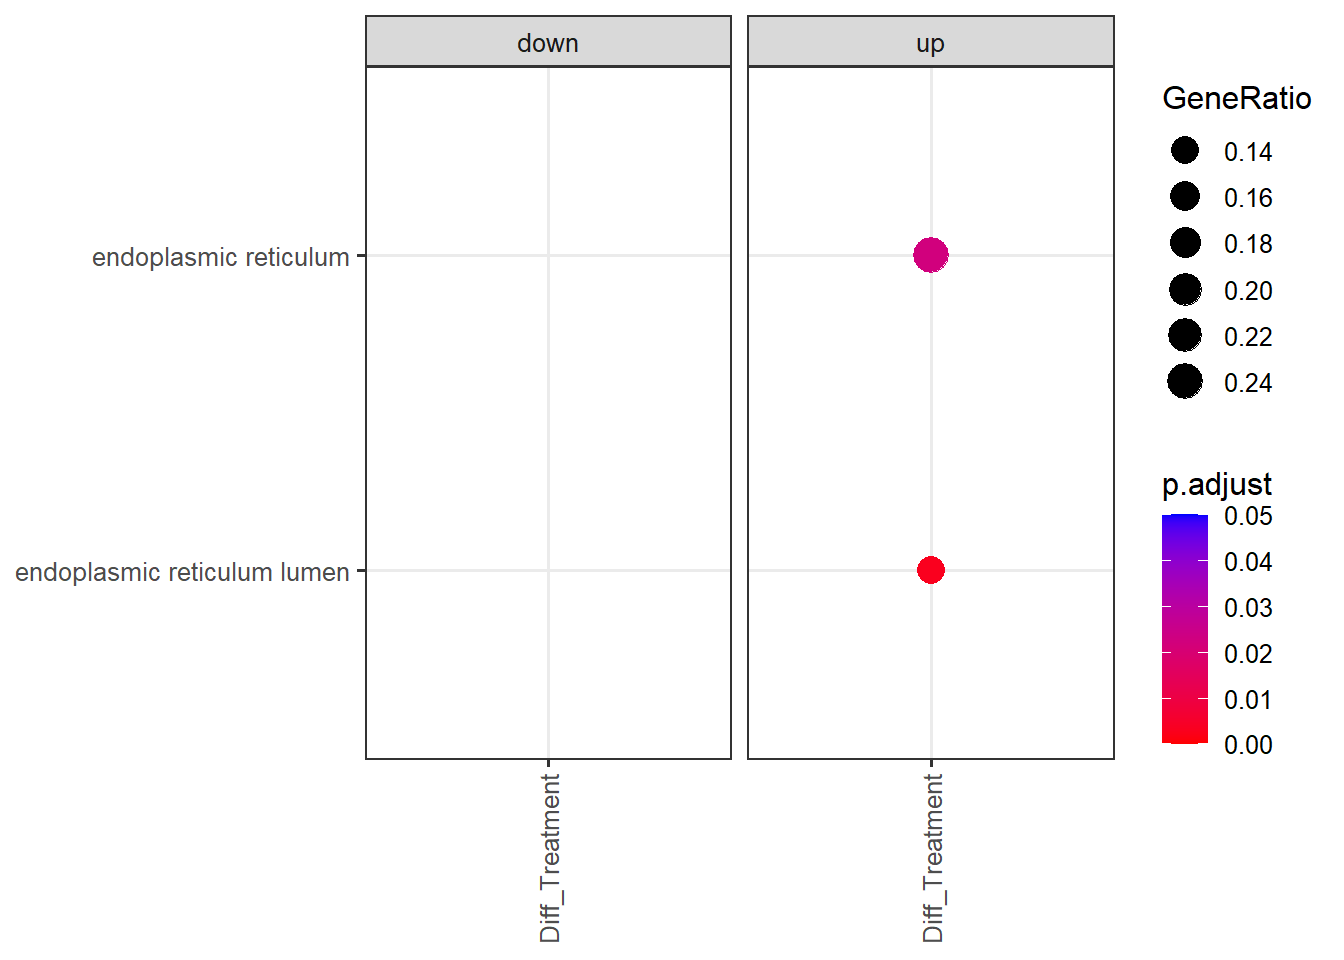 down
up
endoplasmic reticulum
endoplasmic reticulum lumen
Diff_Treatment
Diff_Treatment
GeneRatio
0.14
0.16
0.18
0.20
0.22
0.24
p.adjust
0.05
0.04
0.03
0.02
0.01
0.00